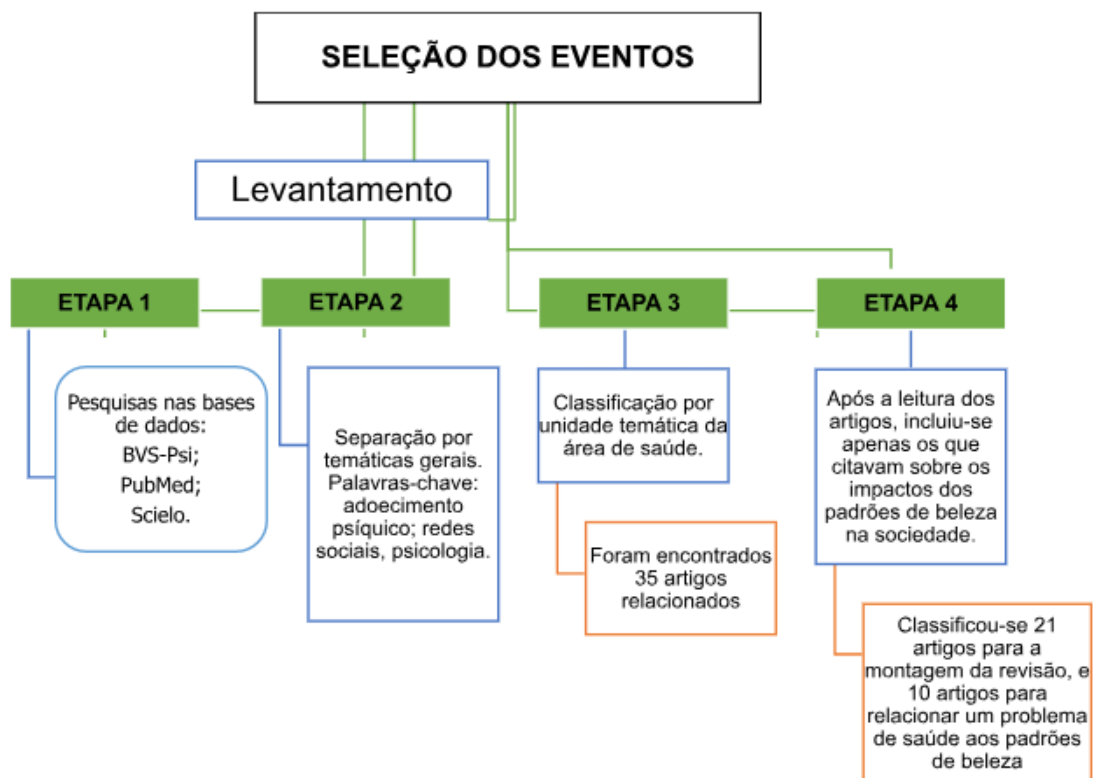 SELEÇÃO DOS EVENTOS
Levantamento
ETAPA 1
Pesquisas nas bases
de dados:
BVS-Psi;
PubMed;
Scielo.
ETAPA 2
Separação por
temáticas gerais.
Palavras-chave:
adoecimento
psíquico; redes
sociais, psicologia.
ETAPA 3
Classificação por
unidade temática da
área de saúde.
Foram encontrados
35 artigos
relacionados
ETAPA 4
Após a leitura dos
artigos, incluiu-se
apenas os que
citavam sobre os
impactos dos
padrões de beleza
na sociedade.
Classificou-se 21
artigos para a
montagem da revisão, e
10 artigos para
relacionar um problema
de saúde aos padrões
de beleza